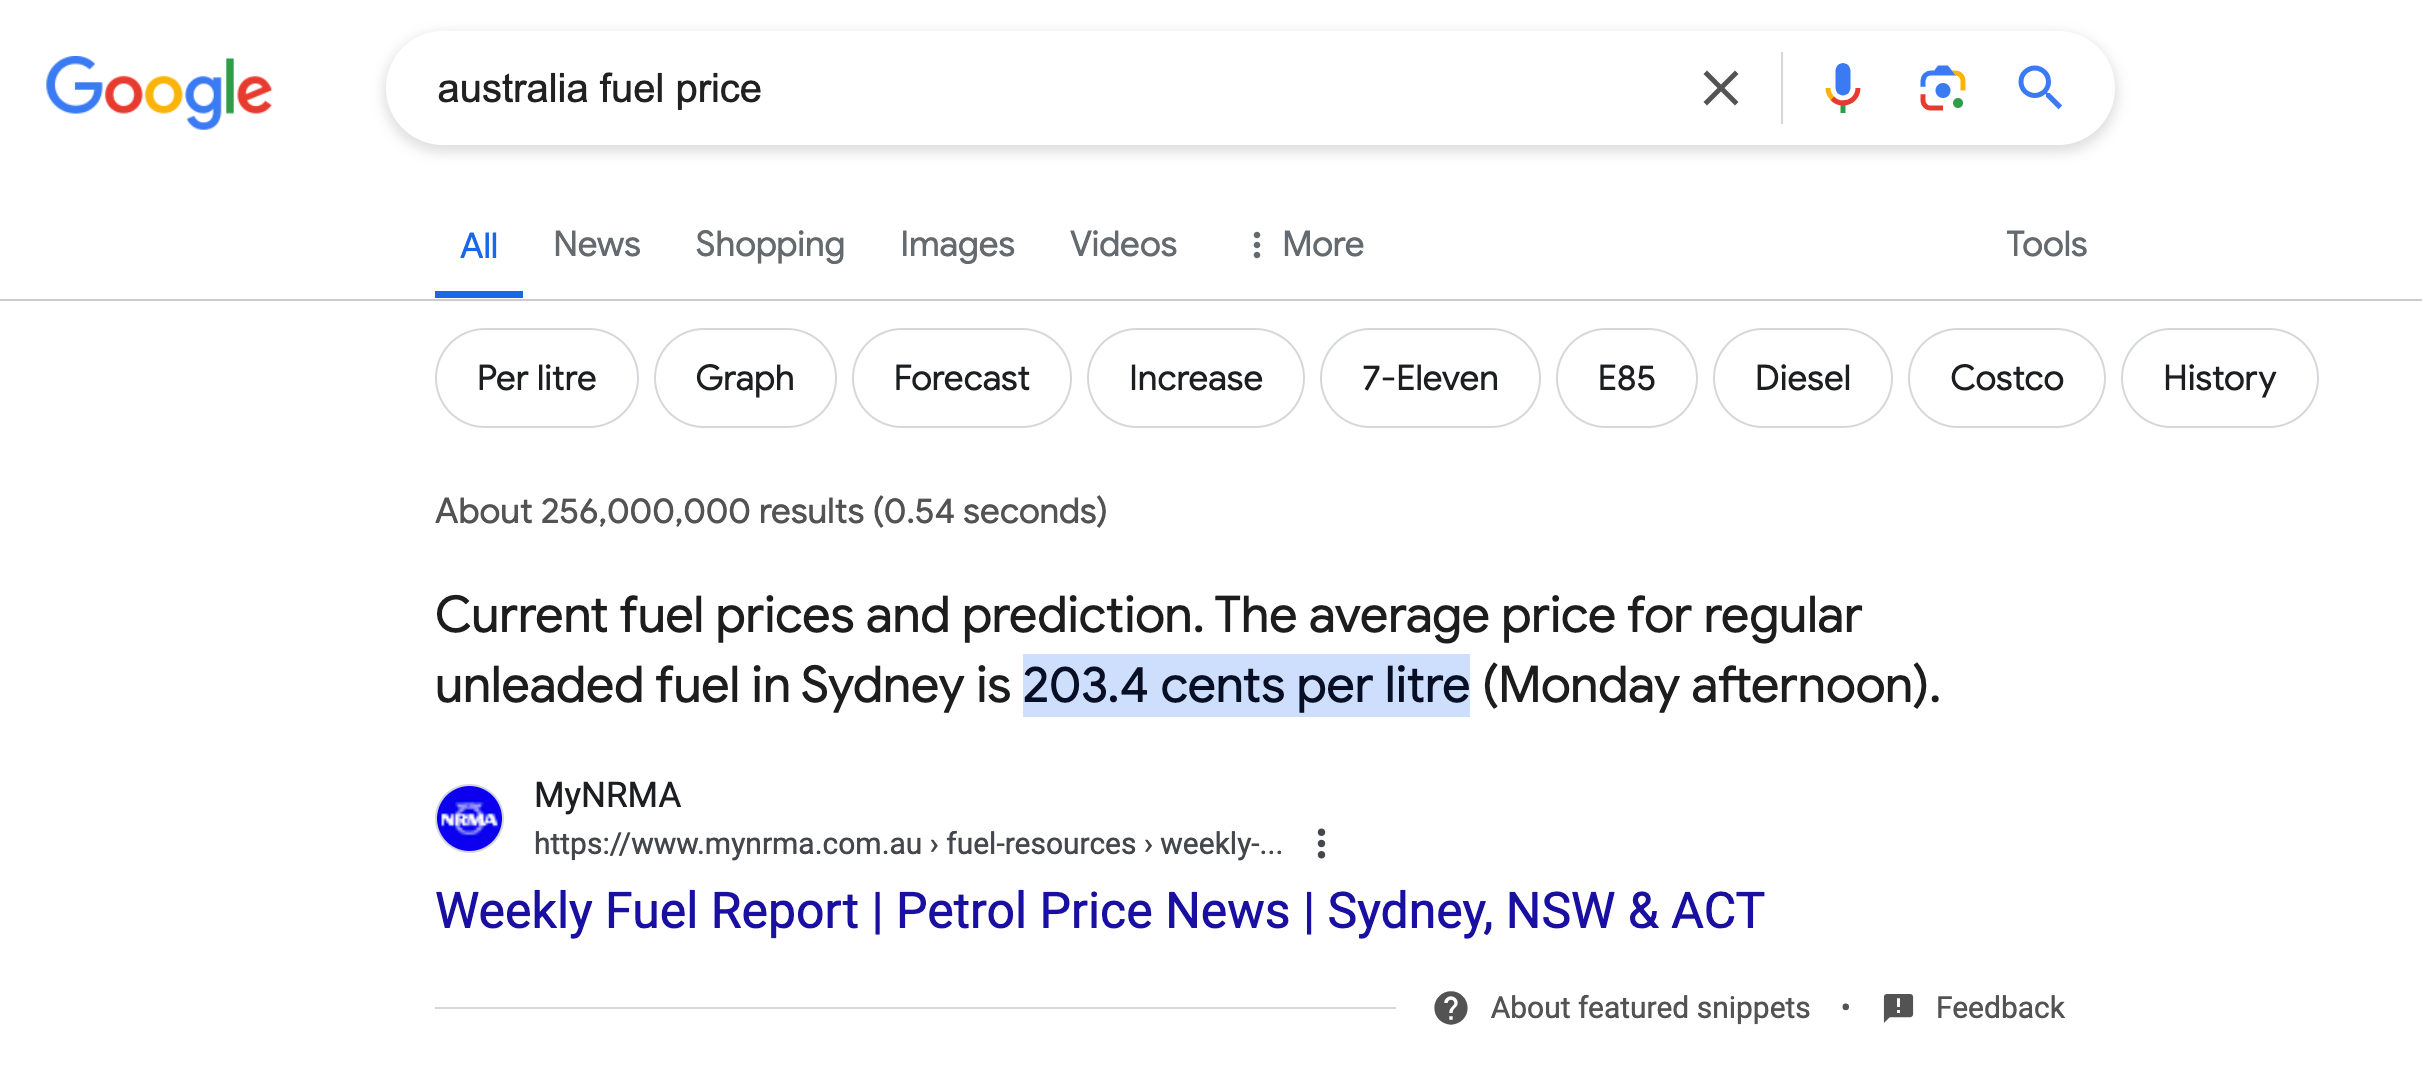 Google
australia fuel price
All News Shopping Images Videos More Tools
Per litre Graph Forecast Increase 7-Eleven E85 Diesel Costco History
About 256,000,000 results (0.54 seconds)
Current fuel prices and prediction. The average price for regular
unleaded fuel in Sydney is 203.4 cents per litre (Monday afternoon).
NRMA
MyNRMA
https://www.mynrma.com.au › fuel-resources › weekly-...
Weekly Fuel Report | Petrol Price News | Sydney, NSW & ACT
About featured snippets • Feedback